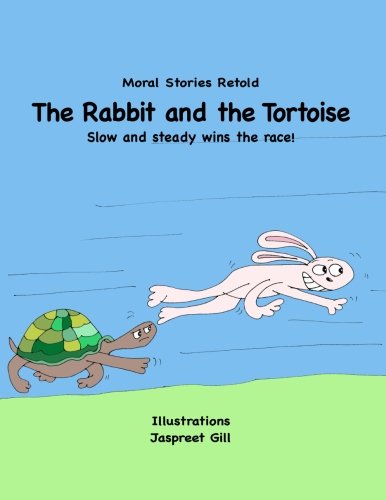 Moral Stories Retold
The Rabbit and the Tortoise
Slow and steady wins the race!
Illustrations
Jaspreet Gill